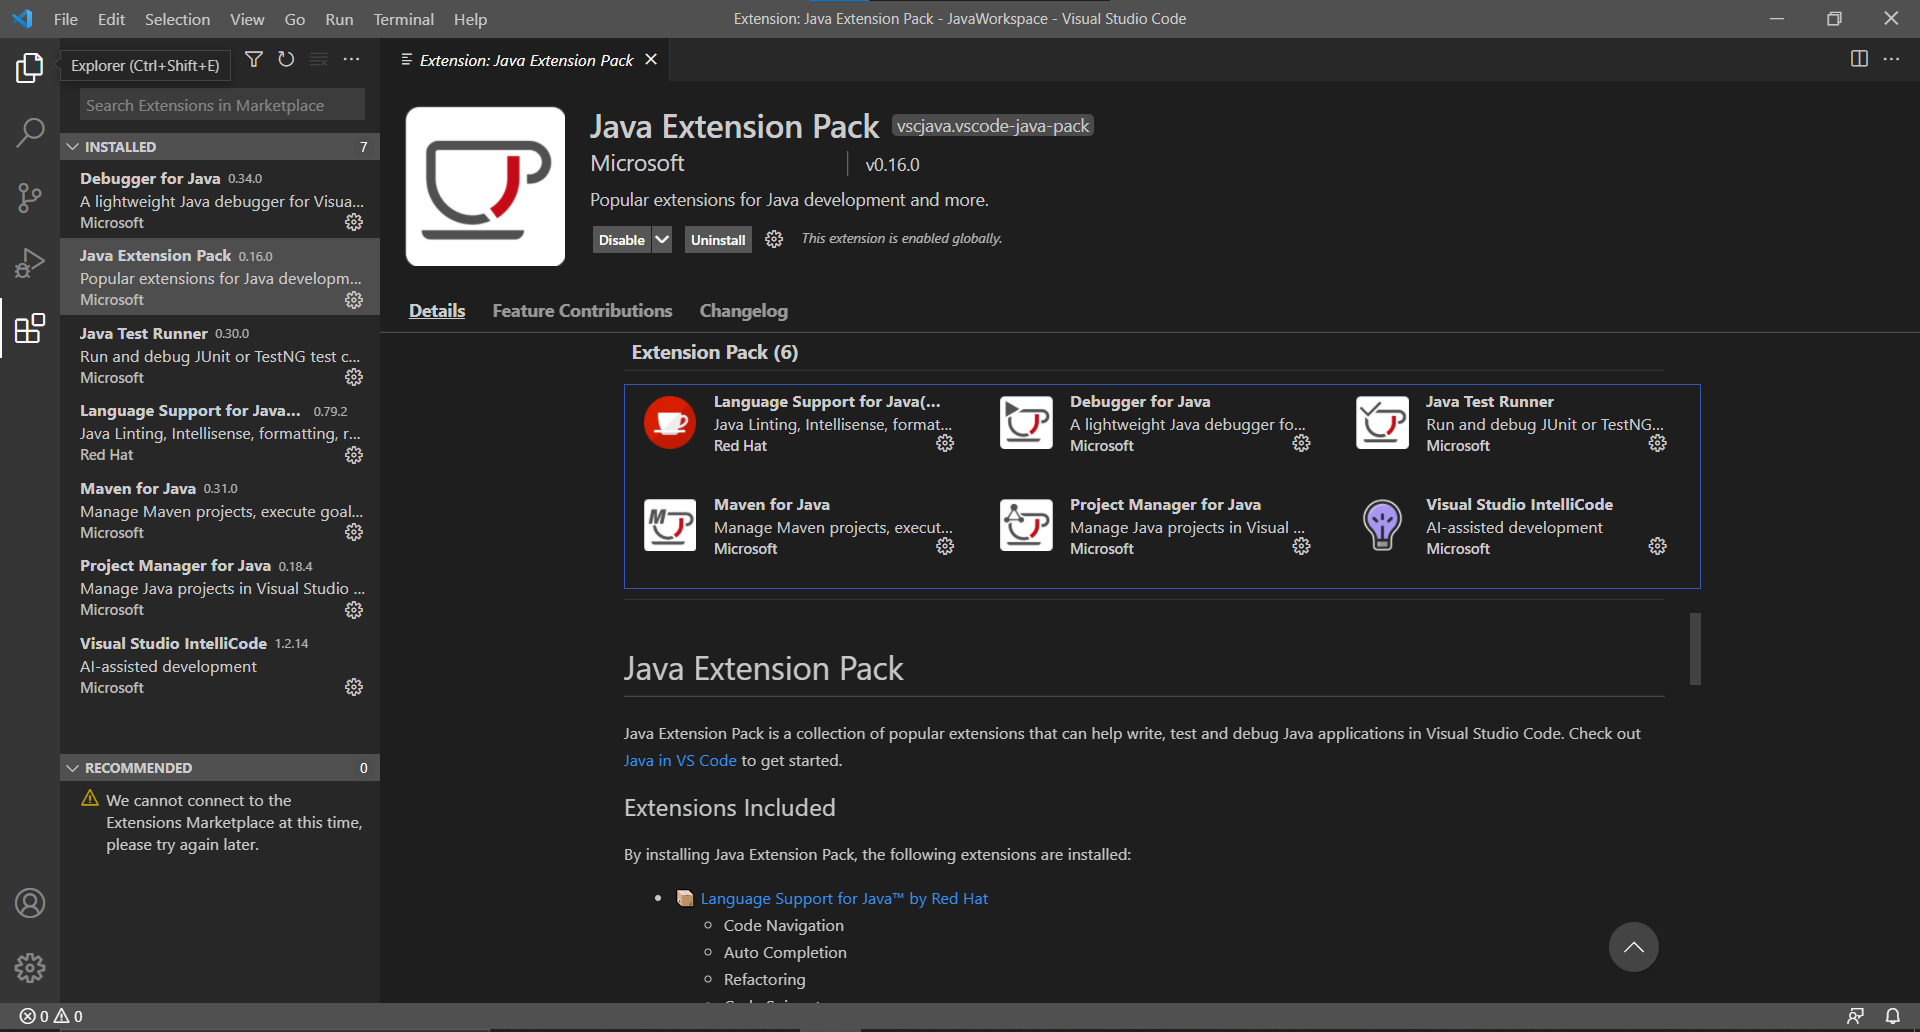 File Edit Selection View Go Run Terminal Help
Extension: Java Extension Pack - JavaWorkspace - Visual Studio Code
Explorer (Ctrl+Shift+E)
Search Extensions in Marketplace
INSTALLED 7
Debugger for Java 0.34.0
A lightweight Java debugger for Visua...
Microsoft
Java Extension Pack 0.16.0
Popular extensions for Java developm...
Microsoft
Java Test Runner 0.30.0
Run and debug JUnit or TestNG test c...
Microsoft
Language Support for Java... 0.79.2
Java Linting, Intellisense, formatting, r...
Red Hat
Maven for Java 0.31.0
Manage Maven projects, execute goal...
Microsoft
Project Manager for Java 0.18.4
Manage Java projects in Visual Studio ...
Microsoft
Visual Studio IntelliCode 1.2.14
AI-assisted development
Microsoft
RECOMMENDED 0
We cannot connect to the
Extensions Marketplace at this time,
please try again later.
Extension: Java Extension Pack
Java Extension Pack vscjava.vscode-java-pack
Microsoft v0.16.0
Popular extensions for Java development and more.
Disable Uninstall This extension is enabled globally.
Details Feature Contributions Changelog
Extension Pack (6)
Language Support for Java(...
Java Linting, Intellisense, format...
Red Hat
Debugger for Java
A lightweight Java debugger fo...
Microsoft
Java Test Runner
Run and debug JUnit or TestNG...
Microsoft
M
Maven for Java
Manage Maven projects, execut...
Microsoft
Project Manager for Java
Manage Java projects in Visual ...
Microsoft
Visual Studio IntelliCode
AI-assisted development
Microsoft
Java Extension Pack
Java Extension Pack is a collection of popular extensions that can help write, test and debug Java applications in Visual Studio Code. Check out
Java in VS Code to get started.
Extensions Included
By installing Java Extension Pack, the following extensions are installed:
Language Support for Java™ by Red Hat
Code Navigation
Auto Completion
Refactoring
0 0